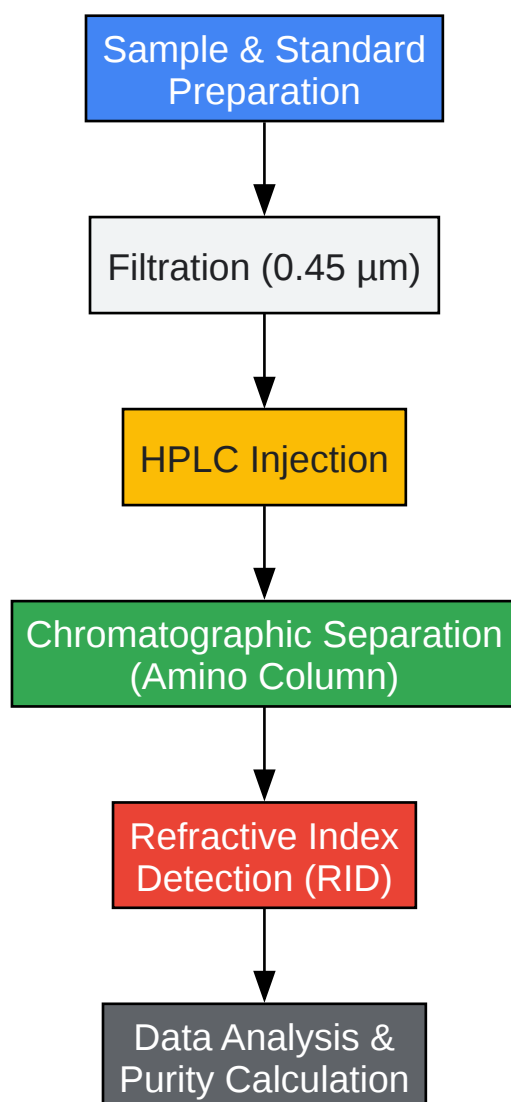 Sample & Standard
Preparation
Filtration (0.45 µm)
HPLC Injection
Chromatographic Separation
(Amino Column)
Refractive Index
Detection (RID)
Data Analysis &
Purity Calculation